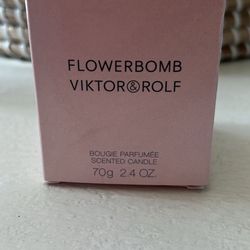 FLOWERBOMB
VIKTOR&ROLF
BOUGIE PARFUMÉE
SCENTED CANDLE
70g 2.4 OZ.